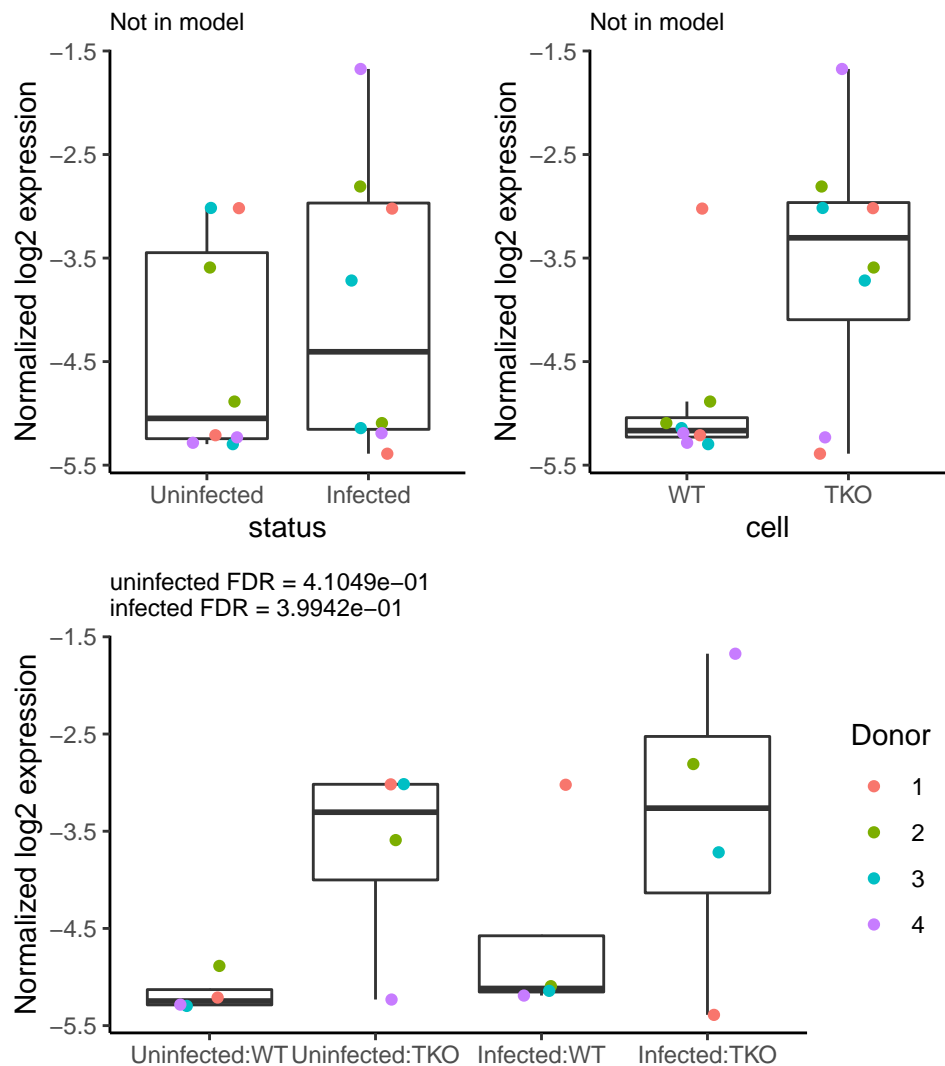 Not in model
Normalized log2 expression
−1.5
−2.5
−3.5
−4.5
−5.5
Uninfected
Infected
status
Not in model
Normalized log2 expression
−1.5
−2.5
−3.5
−4.5
−5.5
WT
TKO
cell
uninfected FDR = 4.1049e−01
infected FDR = 3.9942e−01
Normalized log2 expression
−1.5
−2.5
−3.5
−4.5
−5.5
Uninfected:WT
Uninfected:TKO
Infected:WT
Infected:TKO
Donor
1
2
3
4